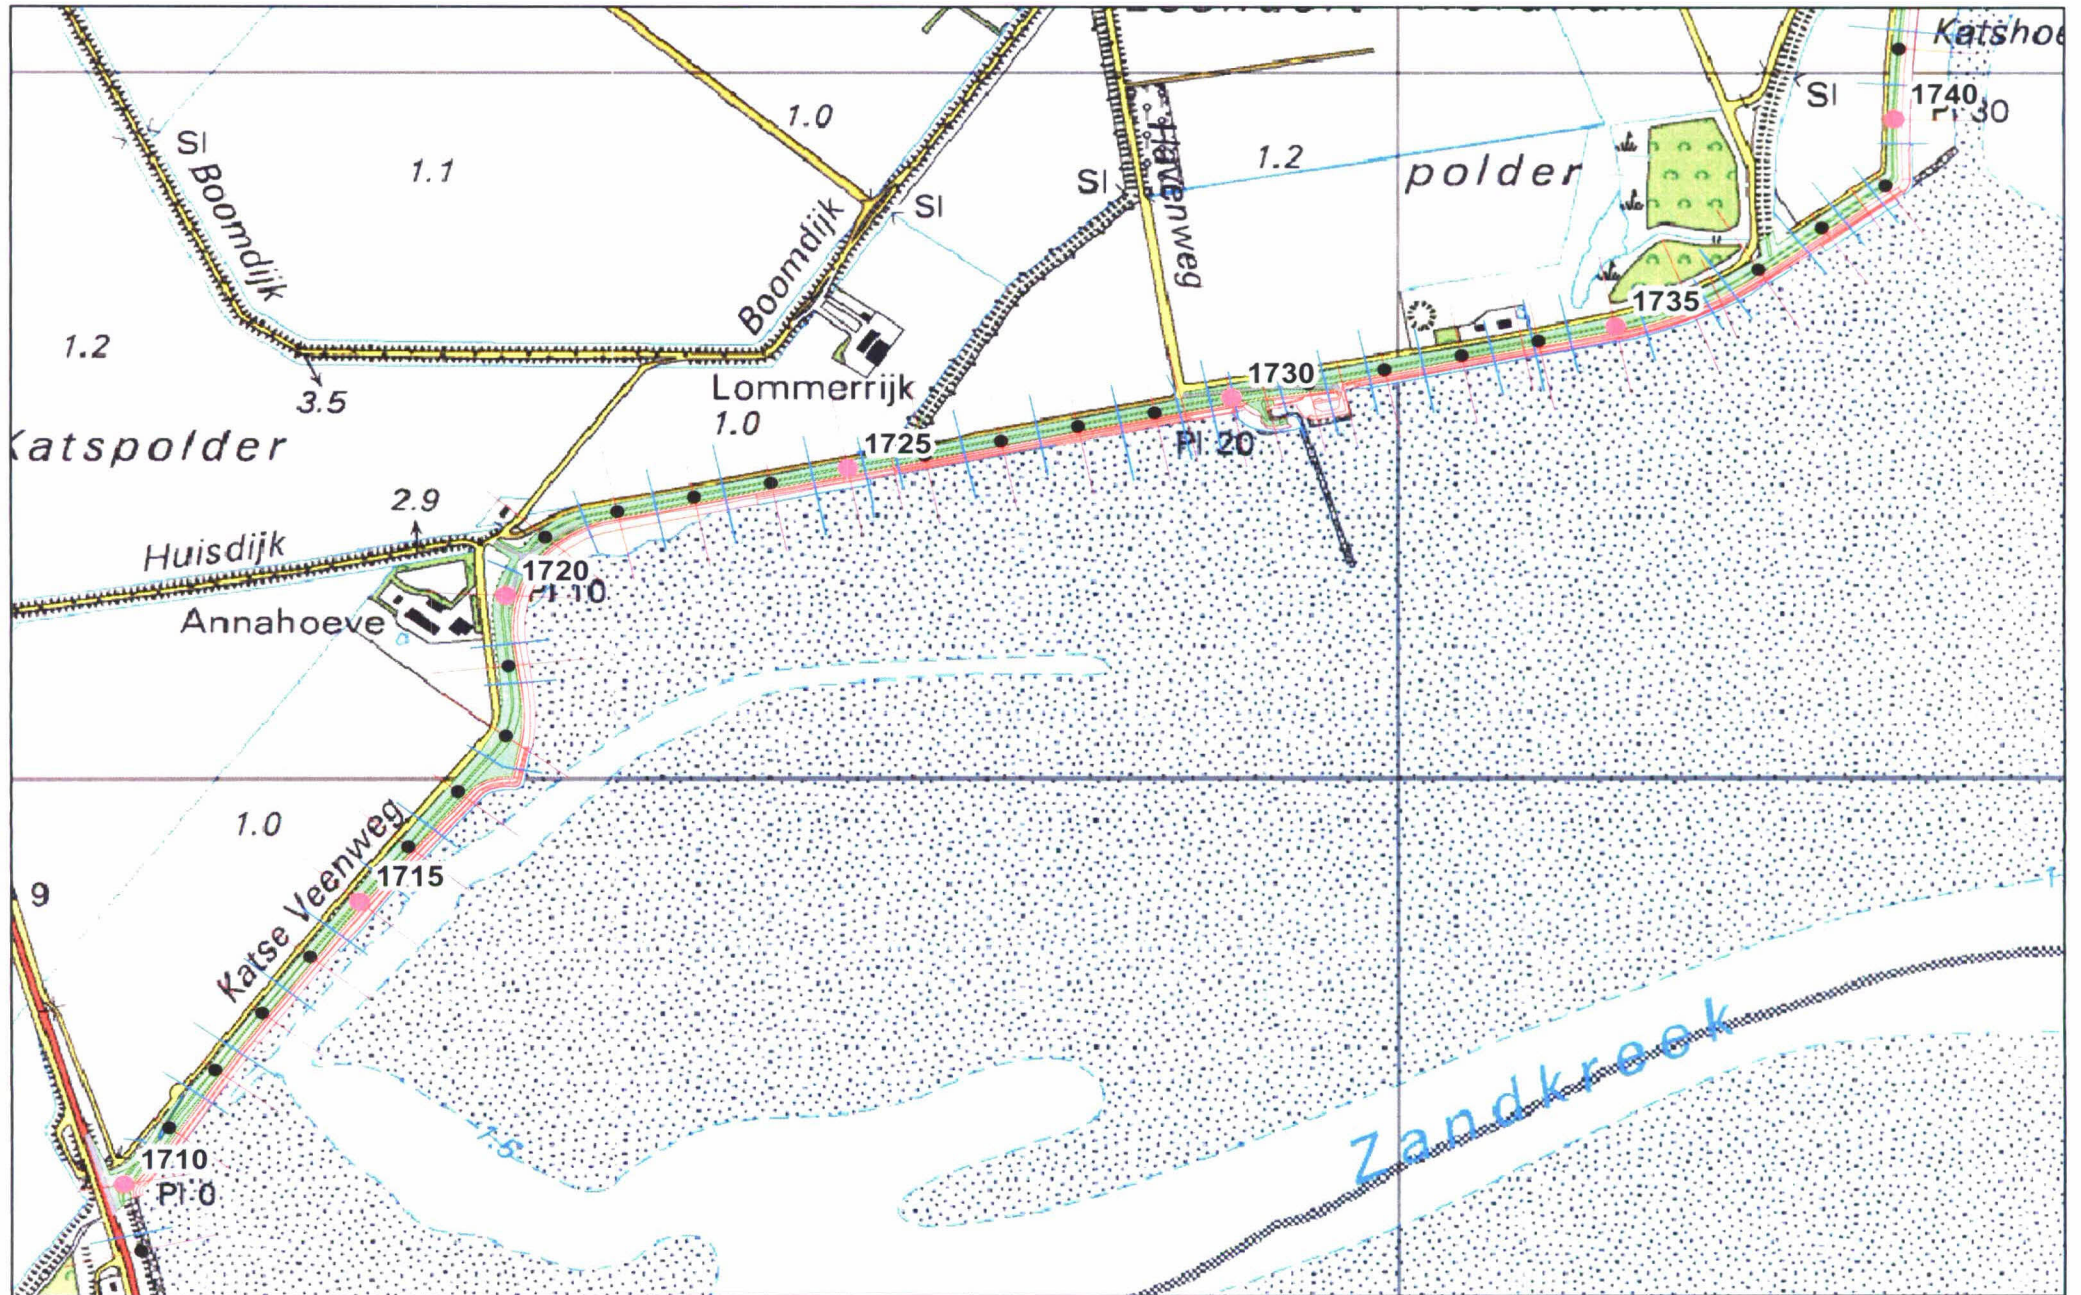 Katshoe
Sl
1740
Pl 30
1.0
Sl
1.1
Boomdijk
Havenweg
1.2
polder
Sl
Sl
Boomdijk
1735
1.2
3.5
Lommerrijk
1730
1.0
Katspolder
1725
Pl 20
2.9
Huisdijk
1720
Pl 10
Annahoeve
1.0
Katse Veenweg
1715
9
Zandkreek
1710
Pl 0